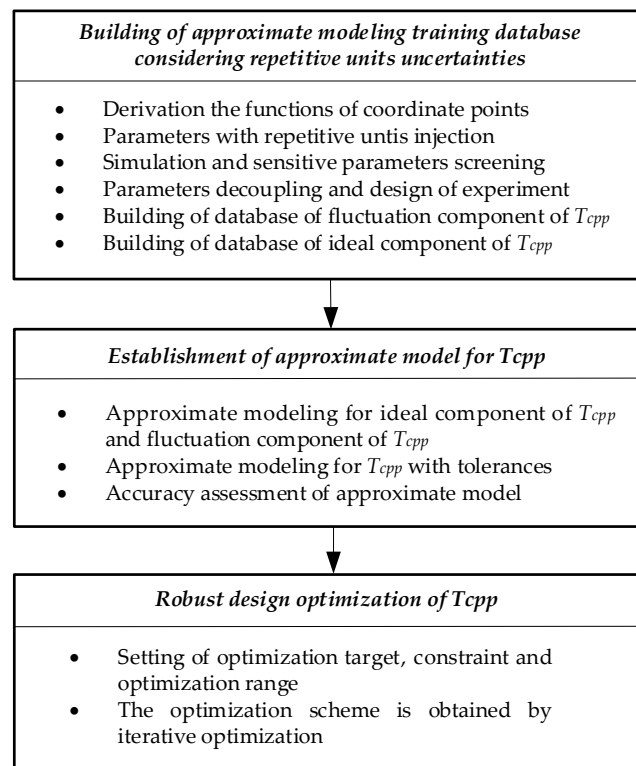 Building of approximate modeling training database
considering repetitive units uncertainties
• Derivation the functions of coordinate points
• Parameters with repetitive untis injection
• Simulation and sensitive parameters screening
• Parameters decoupling and design of experiment
• Building of database of fluctuation component of Tcpp
• Building of database of ideal component of Tcpp
Establishment of approximate model for Tcpp
• Approximate modeling for ideal component of Tcpp
and fluctuation component of Tcpp
• Approximate modeling for Tcpp with tolerances
• Accuracy assessment of approximate model
Robust design optimization of Tcpp
• Setting of optimization target, constraint and
optimization range
• The optimization scheme is obtained by
iterative optimization